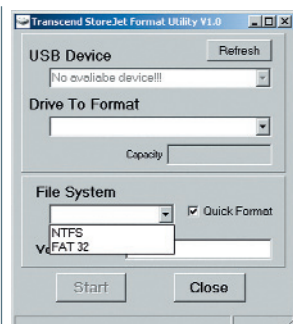 Transcend StoreJet Format Utility V1.0
USB Device
Refresh
No avaliabe device!!!
Drive To Format
Capacity
File System
Quick Format
NTFS
FAT 32
Start
Close